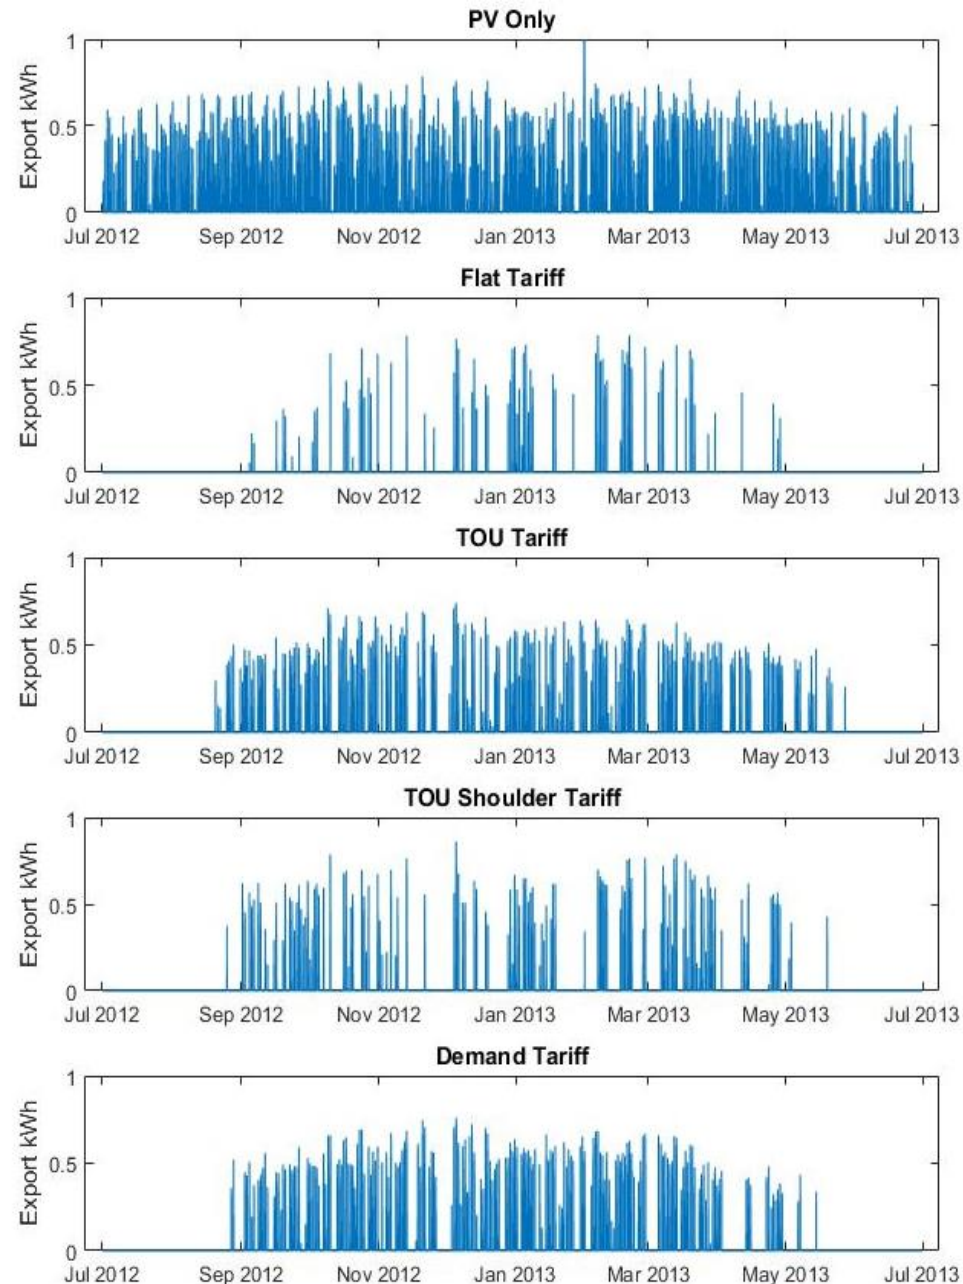 PV Only
1
Export kWh
0.5
0
Jul 2012 Sep 2012 Nov 2012 Jan 2013 Mar 2013 May 2013 Jul 2013
Flat Tariff
1
Export kWh
0.5
0
Jul 2012 Sep 2012 Nov 2012 Jan 2013 Mar 2013 May 2013 Jul 2013
TOU Tariff
1
Export kWh
0.5
0
Jul 2012 Sep 2012 Nov 2012 Jan 2013 Mar 2013 May 2013 Jul 2013
TOU Shoulder Tariff
1
Export kWh
0.5
0
Jul 2012 Sep 2012 Nov 2012 Jan 2013 Mar 2013 May 2013 Jul 2013
Demand Tariff
1
Export kWh
0.5
0
Jul 2012 Sep 2012 Nov 2012 Jan 2013 Mar 2013 May 2013 Jul 2013